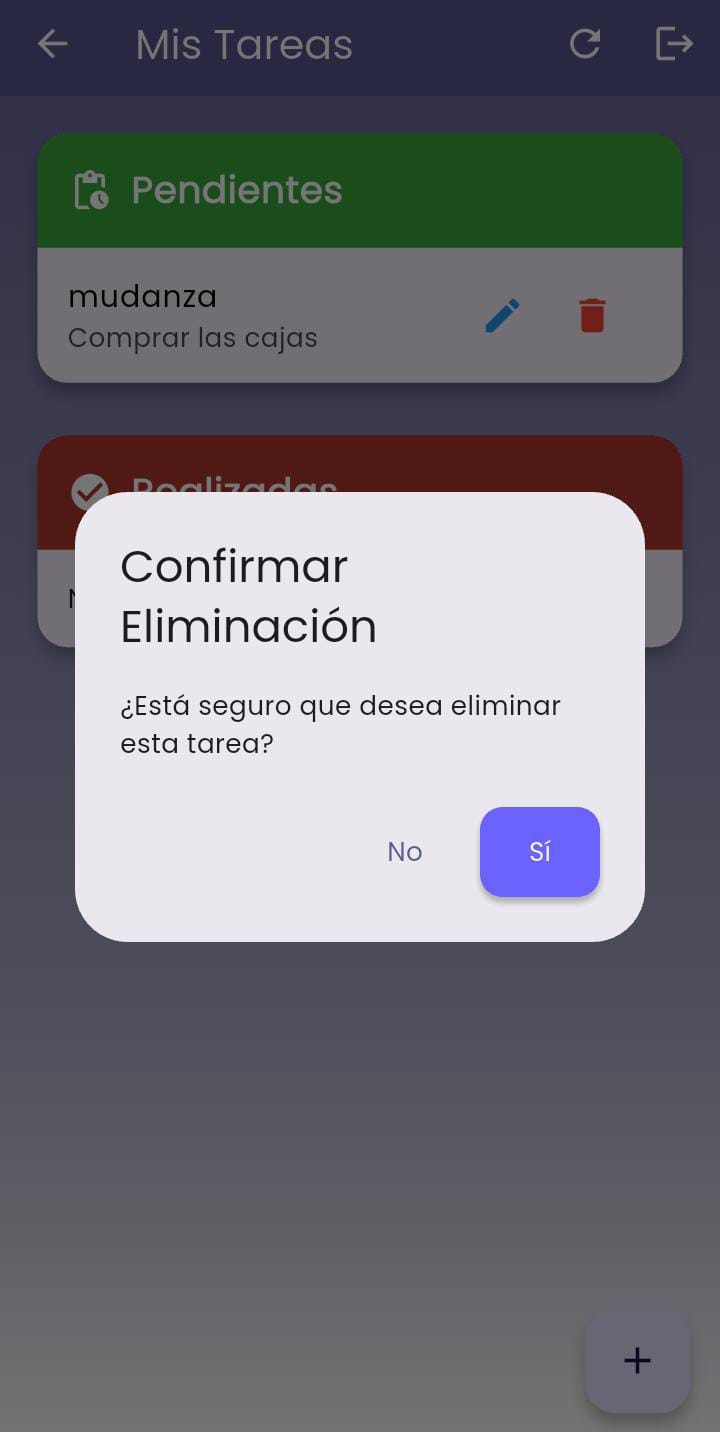 Mis Tareas
Pendientes
mudanza
Comprar las cajas
Realizadas
Confirmar
Eliminación
¿Está seguro que desea eliminar
esta tarea?
No
Sí